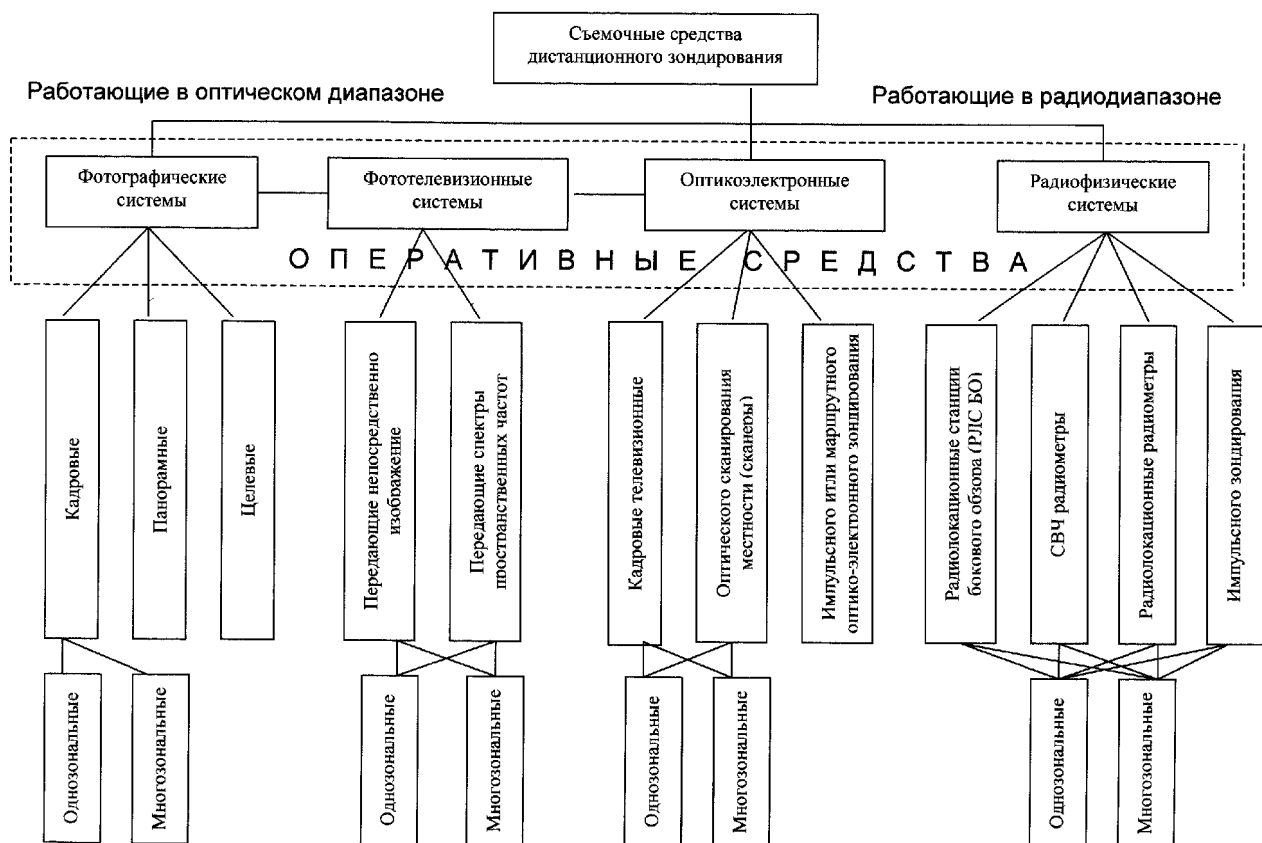 Съемочные средства
дистанционного зондирования
Работающие в оптическом диапазоне
Работающие в радиодиапазоне
Фотографические
системы
Фототелевизионные
системы
Оптикоэлектронные
системы
Радиофизические
системы
ОПЕРАТИВНЫЕ СРЕДСТВА
Кадровые
Панорамные
Целевые
Передающие непосредственно
изображение
Передающие спектры
пространственных частот
Кадровые телевизионные
Оптического сканирования
местности (сканеры)
Импульсного итли маршрутного
оптико-электронного зондирования
Радиолокационные станции
бокового обзора (РЛС БО)
СВЧ радиометры
Радиолокационные радиометры
Импульсного зондирования
Однозональные
Многозональные
Однозональные
Многозональные
Однозональные
Многозональные
Однозональные
Многозональные